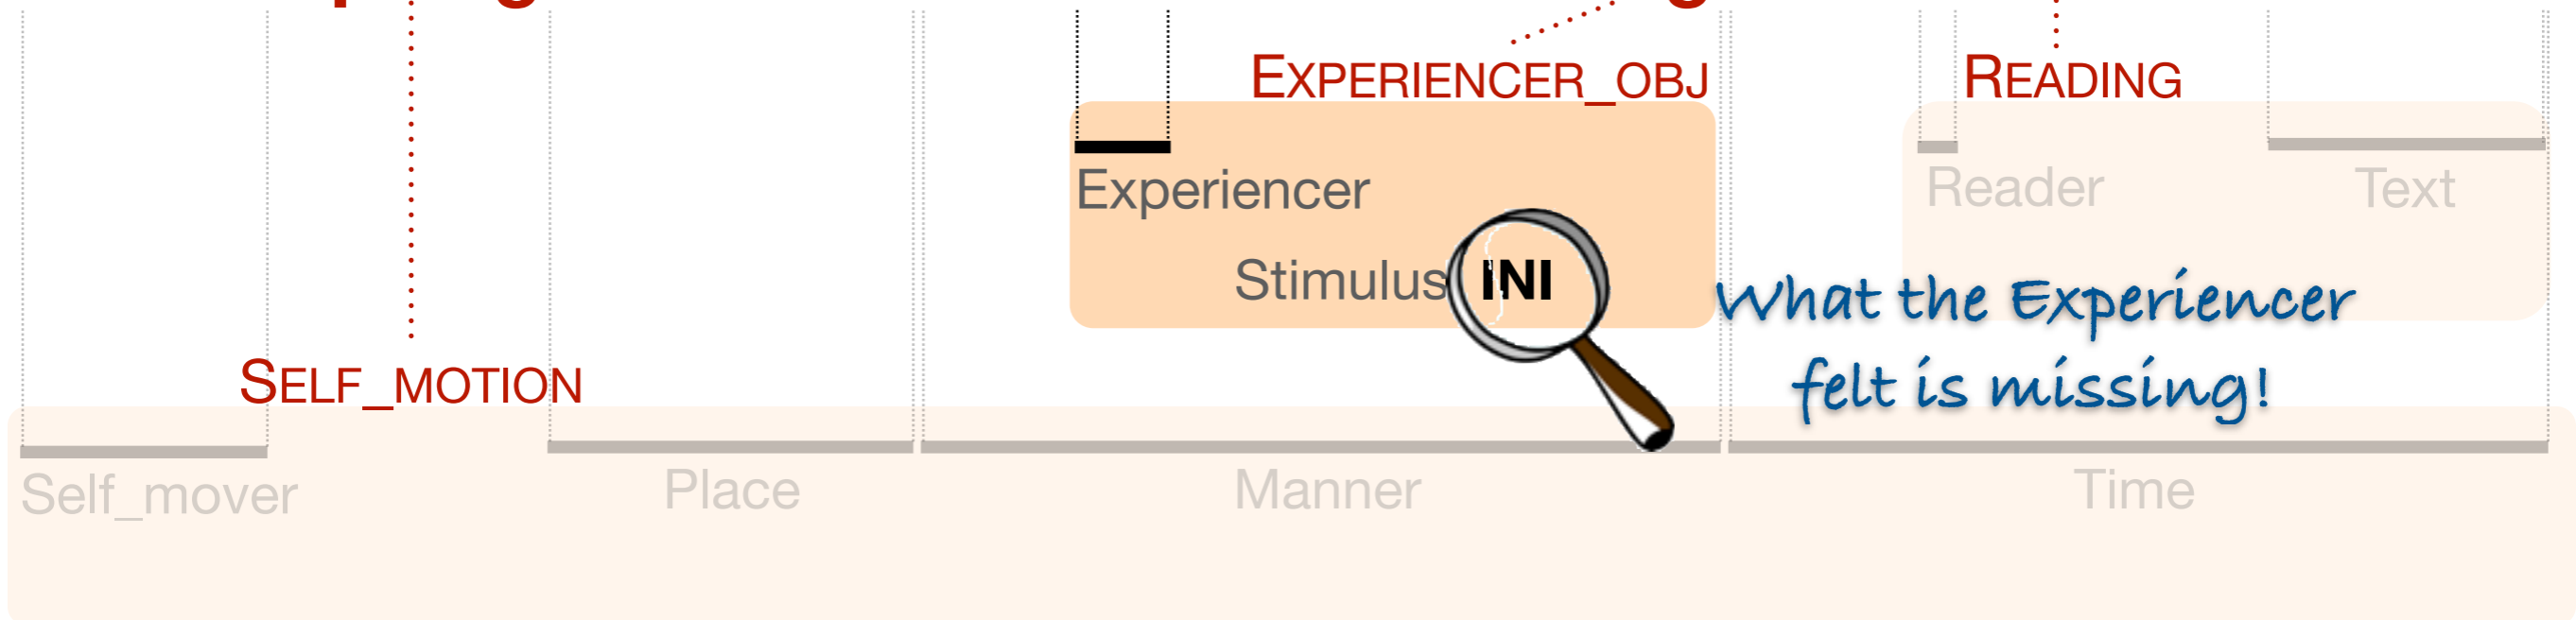 EXPERIENCER_OBJ READING
Experiencer Reader Text
Stimulus INI What the Experiencer
felt is missing!
SELF_MOTION
Self_mover Place Manner Time